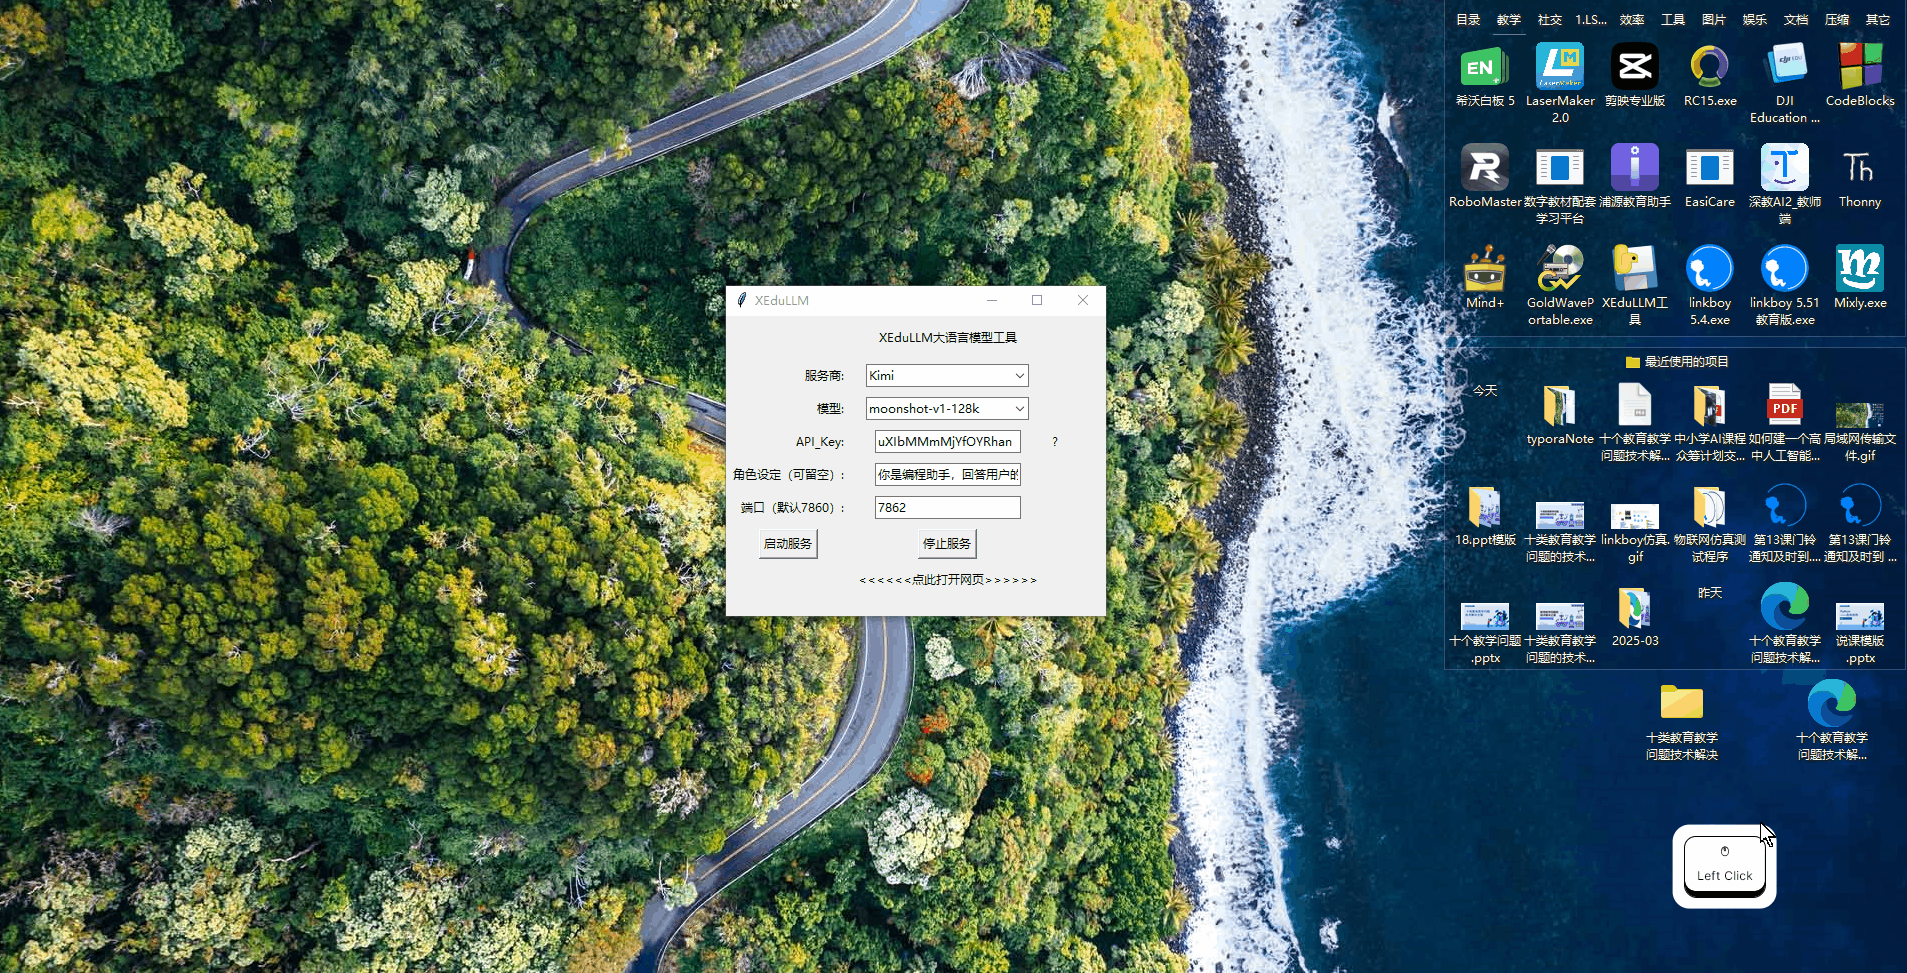 XEduLLM
XEduLLM大语言模型工具
服务商:
Kimi
模型:
moonshot-v1-128k
API_Key:
uXIbMMmMjYfOYRhan
?
角色设定（可留空）:
你是编程助手，回答用户的
端口（默认7860）:
7862
启动服务
停止服务
<<<<<<点此打开网页>>>>>>
目录 教学 社交 1.LS... 效率 工具 图片 娱乐 文档 压缩 其它
EN
希沃白板 5
LaserMaker
LaserMaker
2.0
剪映专业版
RC15.exe
DJI EDU
DJI
Education ...
CodeBlocks
RoboMaster
数字教材配套
学习平台
浦源教育助手
EasiCare
深教AI2_教师
端
Th
Thonny
Mind+
GoldWaveP
ortable.exe
XEduLLM工
具
linkboy
5.4.exe
linkboy 5.51
教育版.exe
Mixly.exe
最近使用的项目
今天
typoraNote
十个教育教学
问题技术解...
中小学AI课程
众筹计划交...
PDF
如何建一个高
中人工智能...
局域网传输文
件.gif
18.ppt模版
十类教育教学
问题的技术...
linkboy仿真.
gif
物联网仿真测
试程序
第13课门铃
通知及时到...
第13课门铃
通知及时到 ...
十个教学问题
.pptx
十类教育教学
问题的技术...
2025-03
昨天
十个教育教学
问题技术解...
说课模版
.pptx
十类教育教学
问题技术解决
十个教育教学
问题技术解...
Left Click